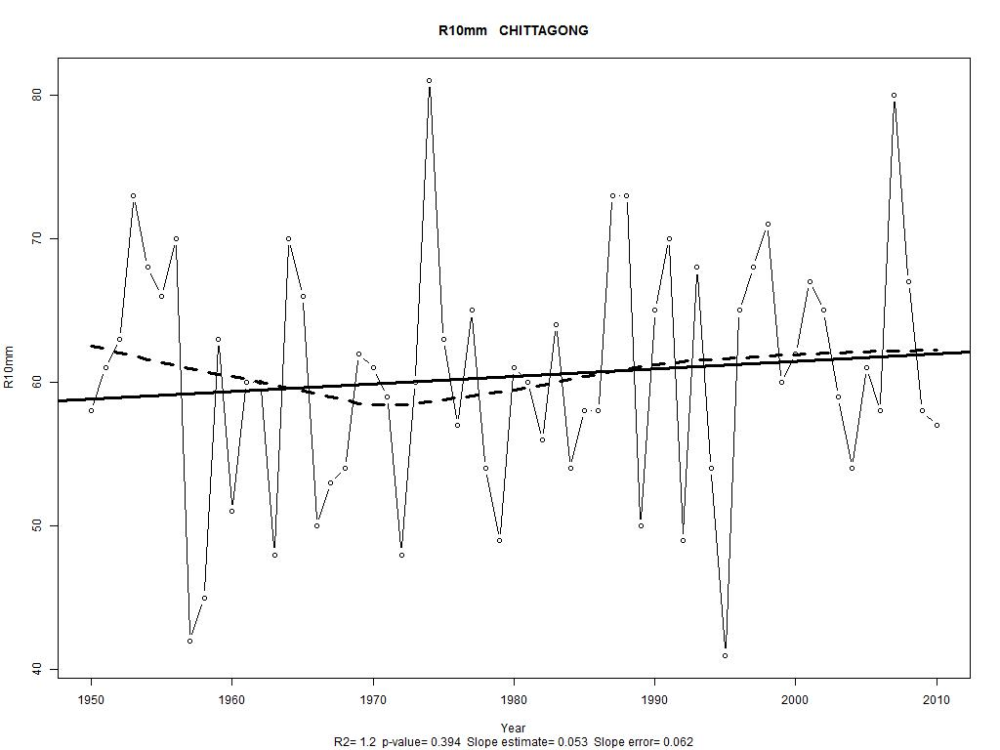 R10mm CHITTAGONG
80
70
60
50
40
R10mm
1950 1960 1970 1980 1990 2000 2010
Year
R2= 1.2 p-value= 0.394 Slope estimate= 0.053 Slope error= 0.062